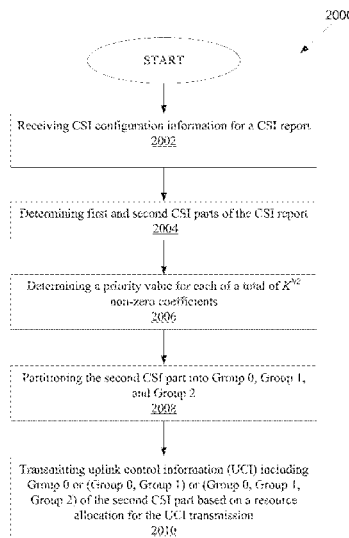 2000
START
Receiving CSI configuration information for a CSI report
2002
Determining first and second CSI parts of the CSI report
2004
Determining a priority value for each of a total of K^NZ
non-zero coefficients
2006
Partitioning the second CSI part into Group 0, Group 1,
and Group 2
2008
Transmitting uplink control information (UCI) including
Group 0 or (Group 0, Group 1) or (Group 0, Group 1,
Group 2) of the second CSI part based on a resource
allocation for the UCI transmission
2010